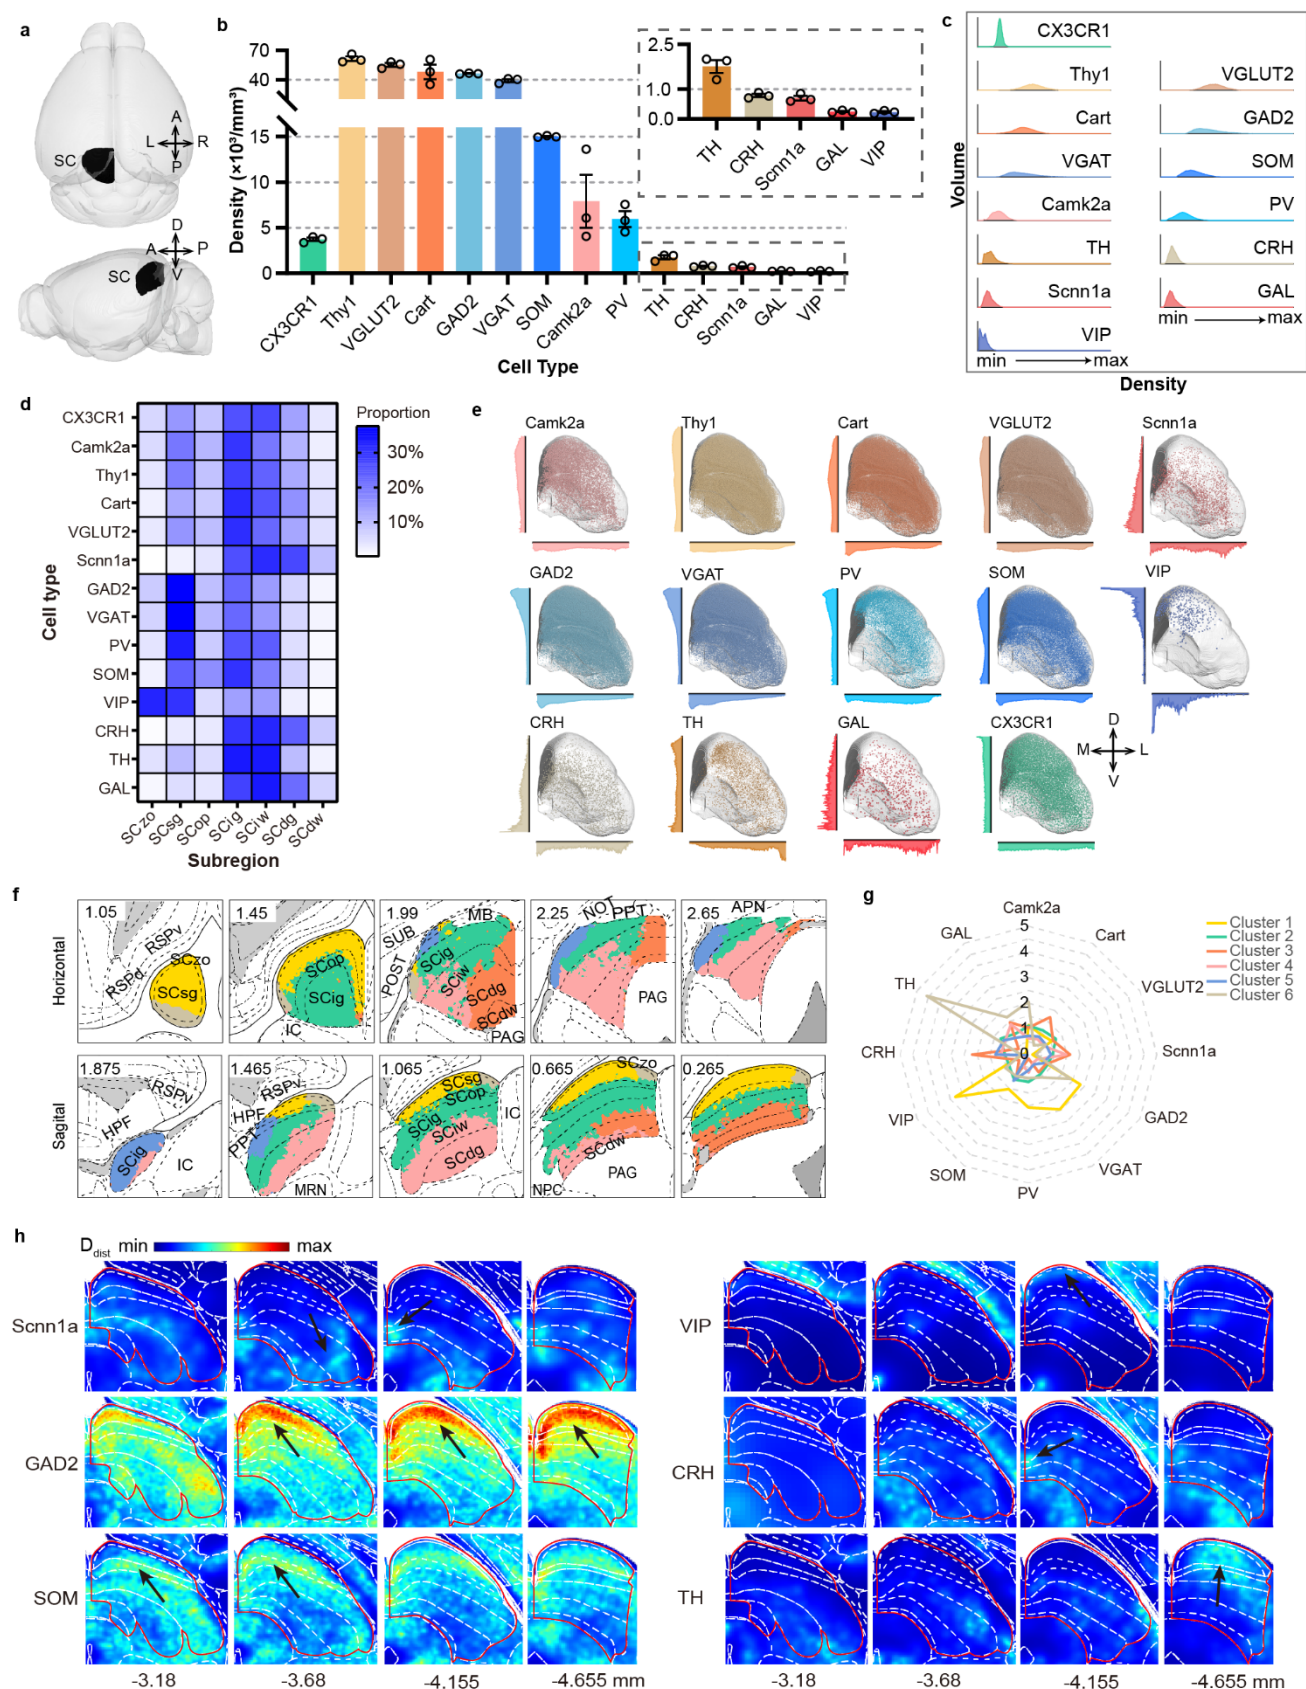 a
SC
A
L
R
P
D
A
P
V
SC
b
Density (×10³/mm³)
70
40
15
10
5
0
CX3CR1
Thy1
VGLUT2
Cart
GAD2
VGAT
SOM
Camk2a
PV
TH
CRH
Scnn1a
GAL
VIP
Cell Type
2.5
1.0
0.0
TH
CRH
Scnn1a
GAL
VIP
c
CX3CR1
Thy1
VGLUT2
Cart
GAD2
VGAT
SOM
Camk2a
PV
TH
CRH
Scnn1a
GAL
VIP
min
max
min
max
Volume
Density
d
CX3CR1
Camk2a
Thy1
Cart
VGLUT2
Scnn1a
GAD2
VGAT
PV
SOM
VIP
CRH
TH
GAL
Cell type
SCzo
SCsg
SCop
SCig
SCiw
SCdg
SCdw
Subregion
Proportion
30%
20%
10%
e
Camk2a
Thy1
Cart
VGLUT2
Scnn1a
GAD2
VGAT
PV
SOM
VIP
CRH
TH
GAL
CX3CR1
D
M
L
V
f
Horizontal
1.05
RSPv
RSPd
SCzo
SCsg
1.45
SCop
SCig
IC
1.99
MB
SUB
POST
SCig
SCiw
SCdg
SCdw
PAG
2.25
NOT
PPT
PAG
2.65
APN
Sagital
1.875
RSPv
HPF
SCig
IC
1.465
RSPv
HPF
PPT
MRN
1.065
SCsg
SCop
SCig
SCiw
SCdg
IC
0.665
SCzo
SCdw
PAG
NPC
0.265
g
Camk2a
Cart
VGLUT2
Scnn1a
GAD2
VGAT
PV
SOM
VIP
CRH
TH
GAL
5
4
3
2
1
0
Cluster 1
Cluster 2
Cluster 3
Cluster 4
Cluster 5
Cluster 6
h
D dist min max
Scnn1a
GAD2
SOM
-3.18
-3.68
-4.155
-4.655 mm
VIP
CRH
TH
-3.18
-3.68
-4.155
-4.655 mm